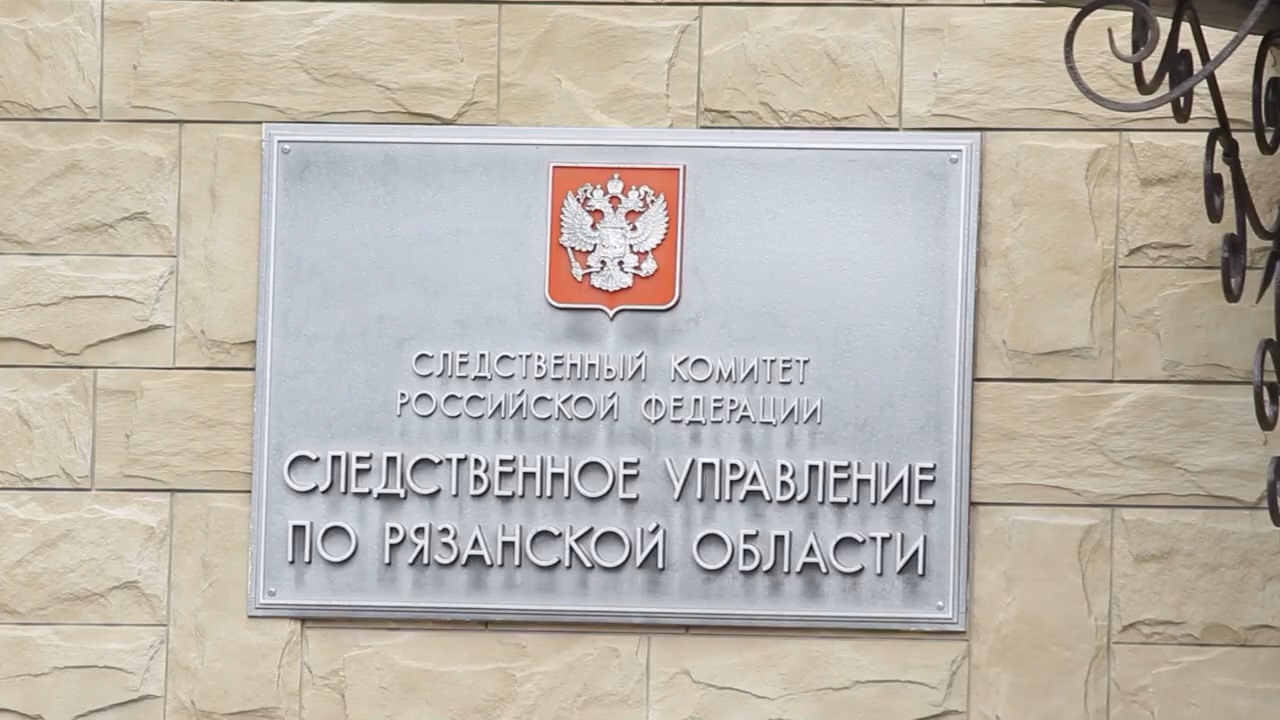 СЛЕДСТВЕННЫЙ КОМИТЕТ
РОССИЙСКОЙ ФЕДЕРАЦИИ
СЛЕДСТВЕННОЕ УПРАВЛЕНИЕ
ПО РЯЗАНСКОЙ ОБЛАСТИ